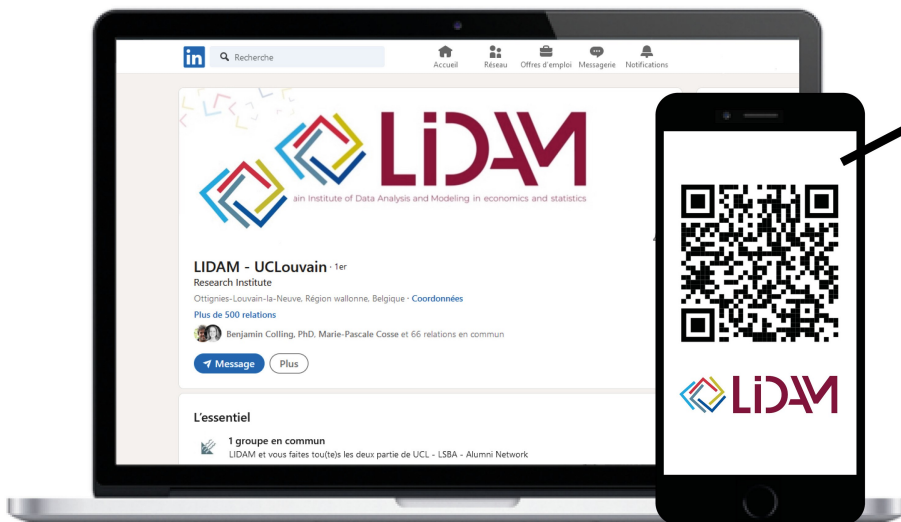 in
Recherche
Accueil
Réseau
Offres d'emploi
Messagerie
Notifications
LiDAM
ain Institute of Data Analysis and Modeling in economics and statistics
LIDAM - UCLouvain · 1er
Research Institute
Ottignies-Louvain-la-Neuve, Région wallonne, Belgique · Coordonnées
Plus de 500 relations
Benjamin Colling, PhD, Marie-Pascale Cosse et 66 relations en commun
Message
Plus
L'essentiel
1 groupe en commun
LIDAM et vous faites tou(te)s les deux partie de UCL - LSBA - Alumni Network
LiDAM